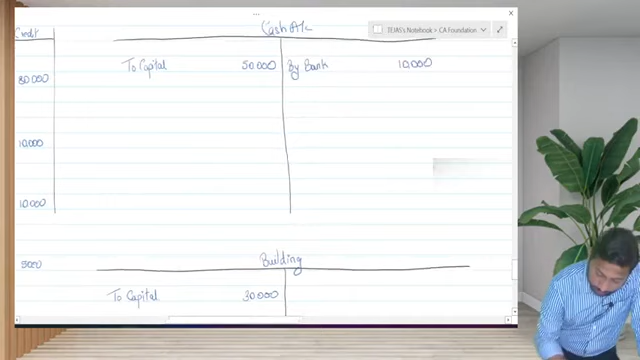 TEJAS's Notebook > CA Foundation
Credit
Cash A/c
To Capital 50,000 By Bank 10,000
80,000
10,000
10,000
5000
Building
To Capital 30,000